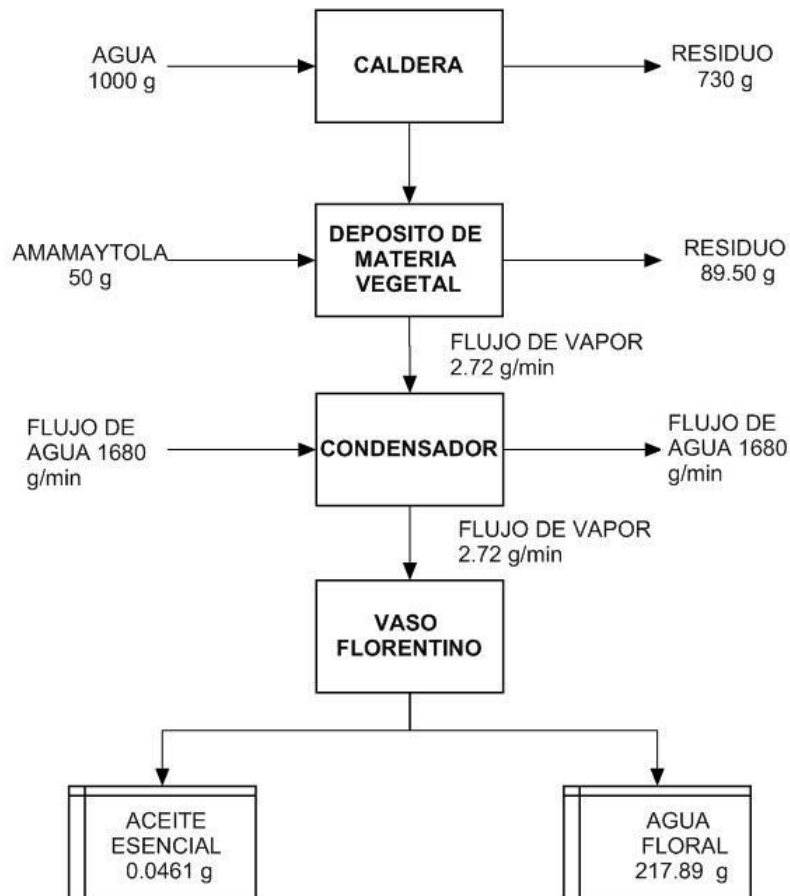 AGUA
1000 g
CALDERA
RESIDUO
730 g
AMAMAYTOLA
50 g
DEPOSITO DE
MATERIA
VEGETAL
RESIDUO
89.50 g
FLUJO DE VAPOR
2.72 g/min
FLUJO DE
AGUA 1680
g/min
CONDENSADOR
FLUJO DE
AGUA 1680
g/min
FLUJO DE VAPOR
2.72 g/min
VASO
FLORENTINO
ACEITE
ESENCIAL
0.0461 g
AGUA
FLORAL
217.89 g